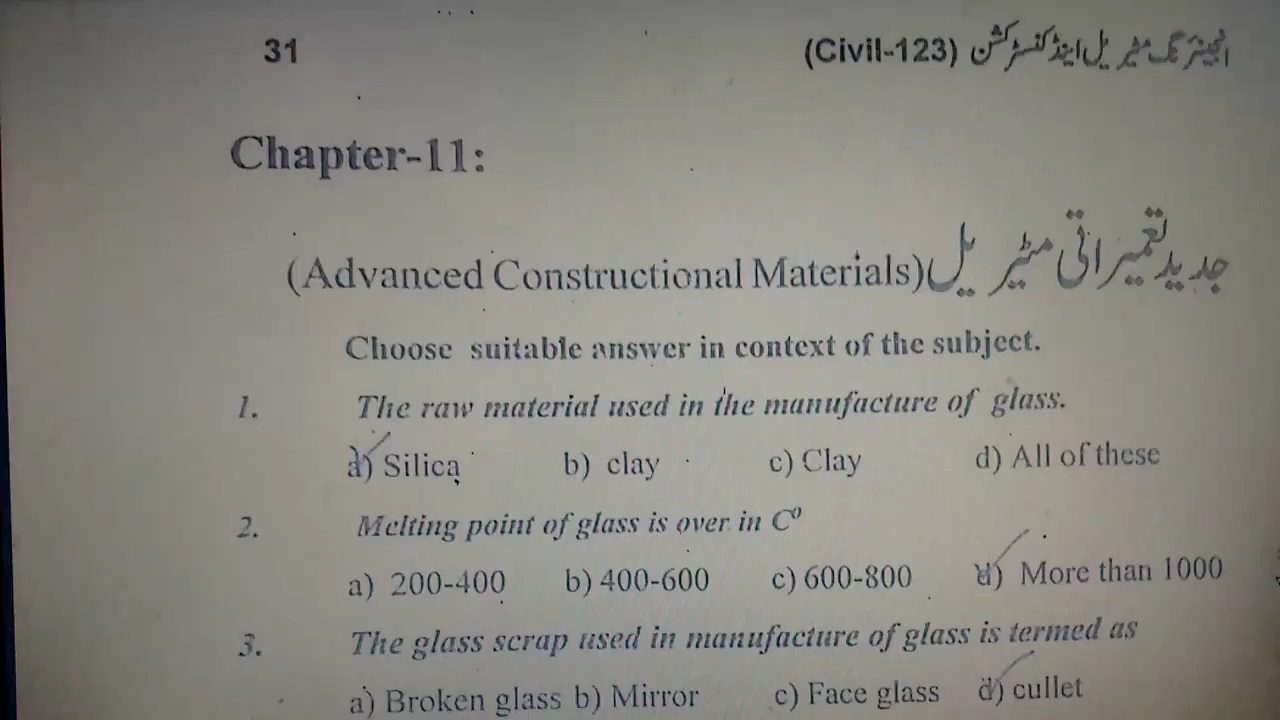 31 انجینئرنگ مٹیریل اینڈ کنسٹرکشن (Civil-123)
Chapter-11:
جدید تعمیراتی مٹیریل (Advanced Constructional Materials)
Choose suitable answer in context of the subject.
1. The raw material used in the manufacture of glass.
a) Silica b) clay c) Clay d) All of these
2. Melting point of glass is over in C⁰
a) 200-400 b) 400-600 c) 600-800 d) More than 1000
3. The glass scrap used in manufacture of glass is termed as
a) Broken glass b) Mirror c) Face glass d) cullet